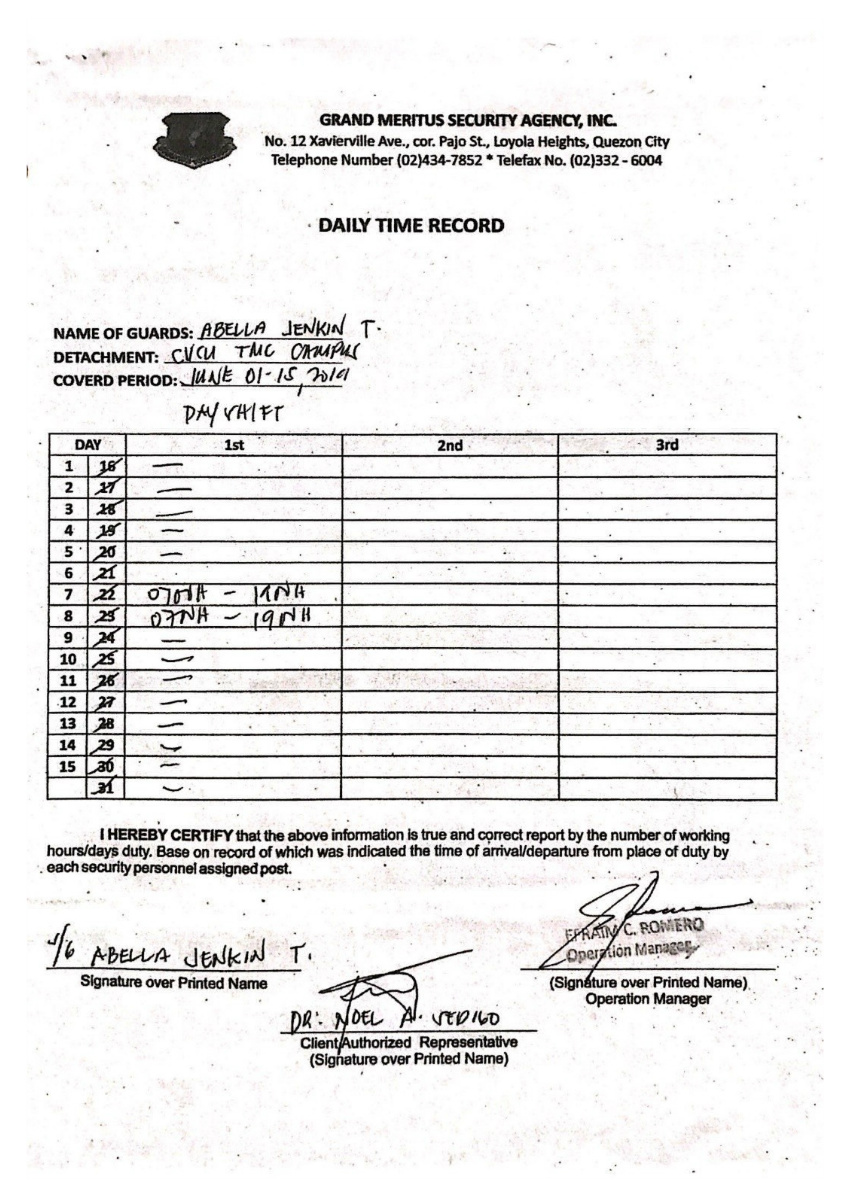 GRAND MERITUS SECURITY AGENCY, INC.
No. 12 Xavierville Ave., cor. Pajo St., Loyola Heights, Quezon City
Telephone Number (02)434-7852 * Telefax No. (02)332 - 6004
DAILY TIME RECORD
NAME OF GUARDS: ABELLA JENKIN T.
DETACHMENT: CVCU TMC CAMPUS
COVERD PERIOD: JUNE 01-15, 2019
DAY SHIFT
DAY 1st 2nd 3rd
1 16 —
2 17 —
3 18 —
4 19 —
5 20 —
6 21
7 22 0700H - 1900H
8 23 0700H - 1900H
9 24 —
10 25 —
11 26 —
12 27 —
13 28 —
14 29 —
15 30 —
31 —
I HEREBY CERTIFY that the above information is true and correct report by the number of working
hours/days duty. Base on record of which was indicated the time of arrival/departure from place of duty by
each security personnel assigned post.
EFRAIM C. ROMERO
Operation Manager
ABELLA JENKIN T.
Signature over Printed Name
(Signature over Printed Name)
Operation Manager
DR. NOEL A.
Client/Authorized Representative
(Signature over Printed Name)